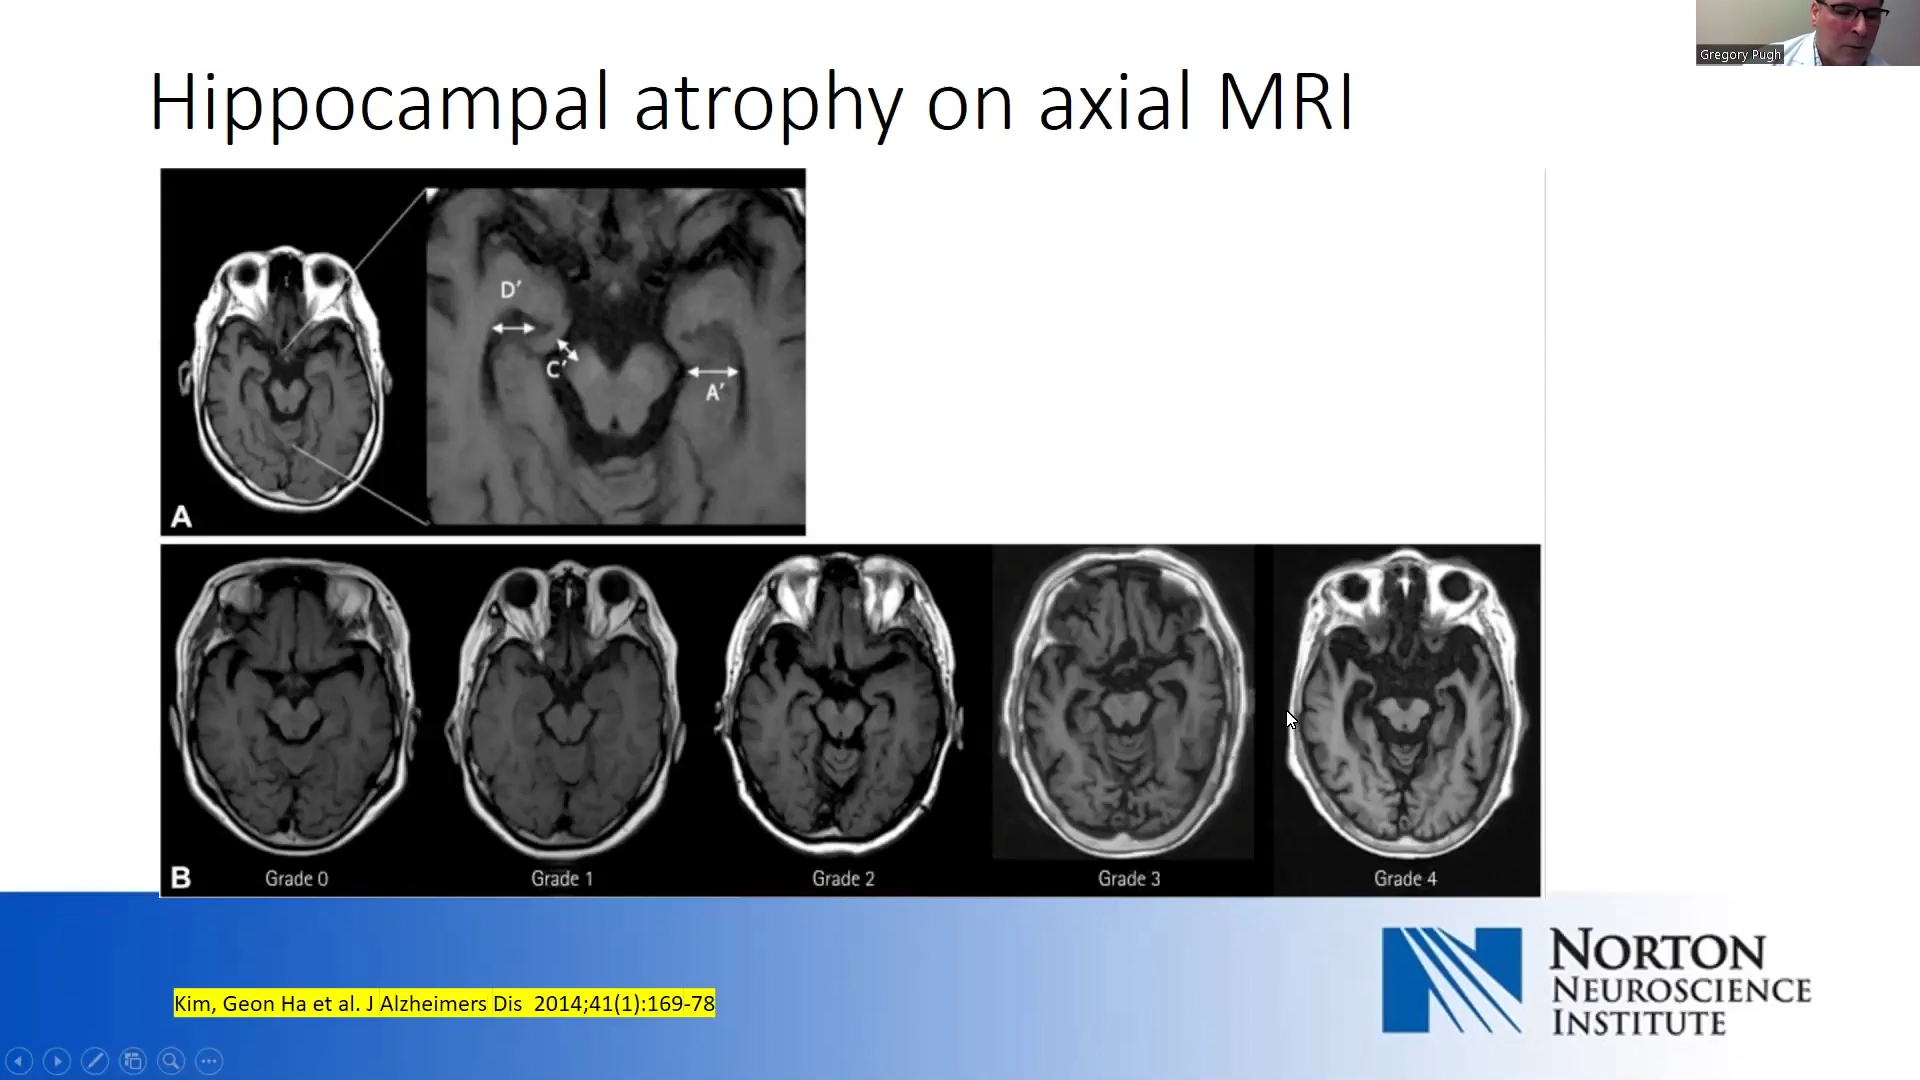 Gregory Pugh
Hippocampal atrophy on axial MRI
D′
C′
A′
A
B
Grade 0
Grade 1
Grade 2
Grade 3
Grade 4
Kim, Geon Ha et al. J Alzheimers Dis  2014;41(1):169-78
NORTON
NEUROSCIENCE
INSTITUTE